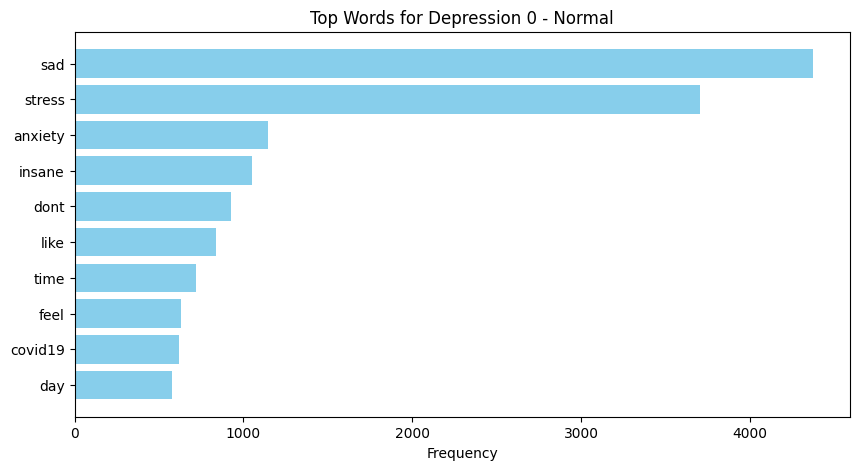 Top Words for Depression 0 - Normal
sad
stress
anxiety
insane
dont
like
time
feel
covid19
day
0 1000 2000 3000 4000
Frequency